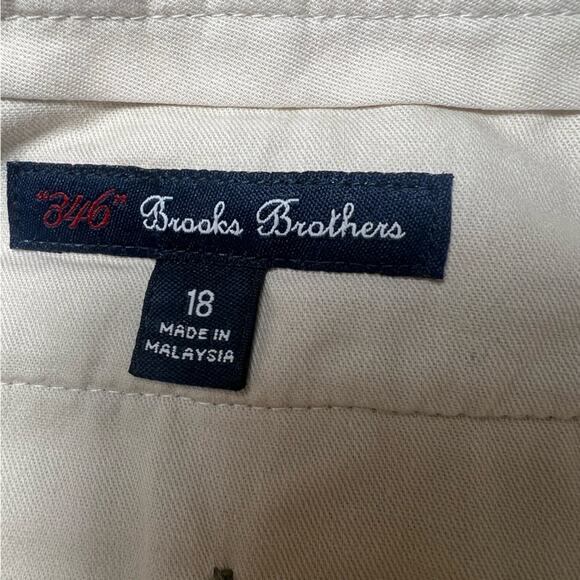 "346" Brooks Brothers
18
MADE IN
MALAYSIA